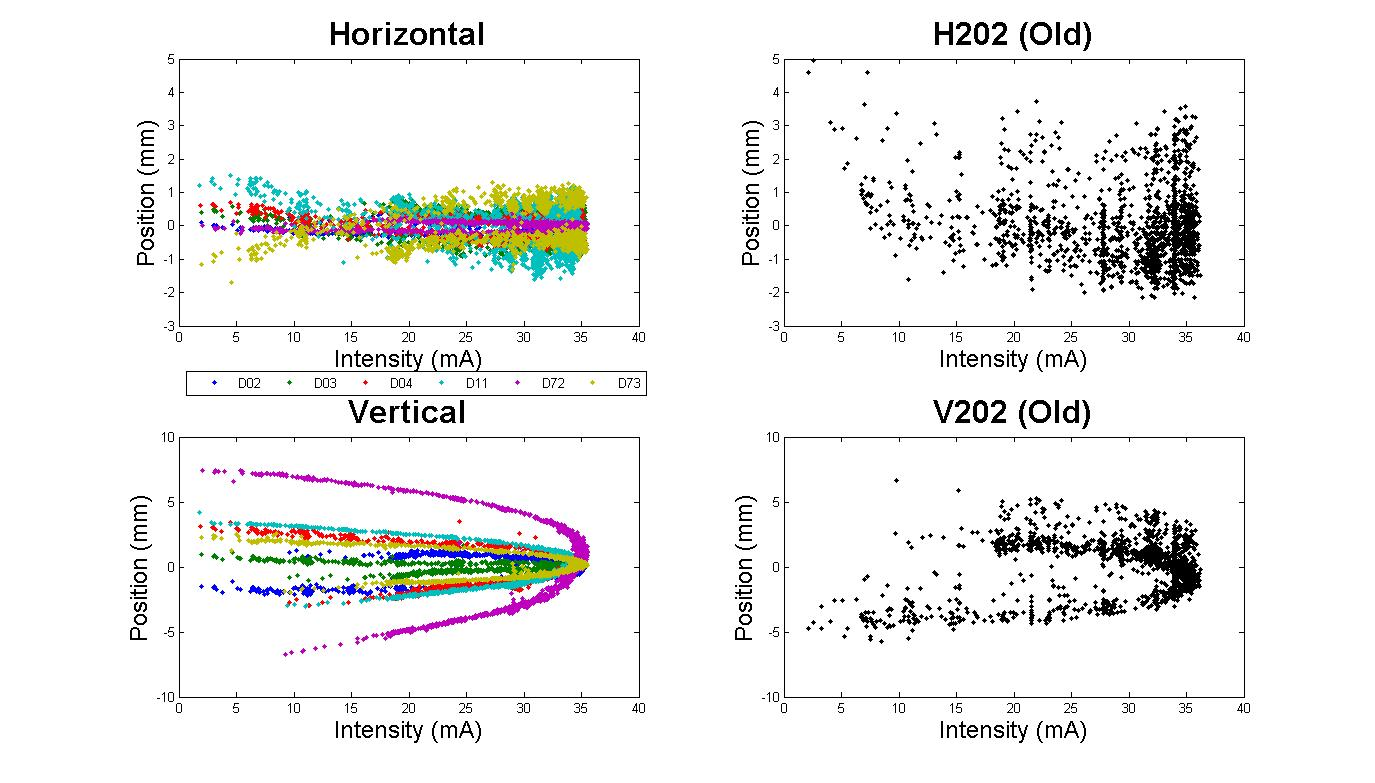 Horizontal
5
4
3
2
1
0
-1
-2
-3
Position (mm)
0 5 10 15 20 25 30 35 40
Intensity (mA)
H202 (Old)
5
4
3
2
1
0
-1
-2
-3
Position (mm)
0 5 10 15 20 25 30 35 40
Intensity (mA)
D02 D03 D04 D11 D72 D73
Vertical
10
5
0
-5
-10
Position (mm)
0 5 10 15 20 25 30 35 40
Intensity (mA)
V202 (Old)
10
5
0
-5
-10
Position (mm)
0 5 10 15 20 25 30 35 40
Intensity (mA)